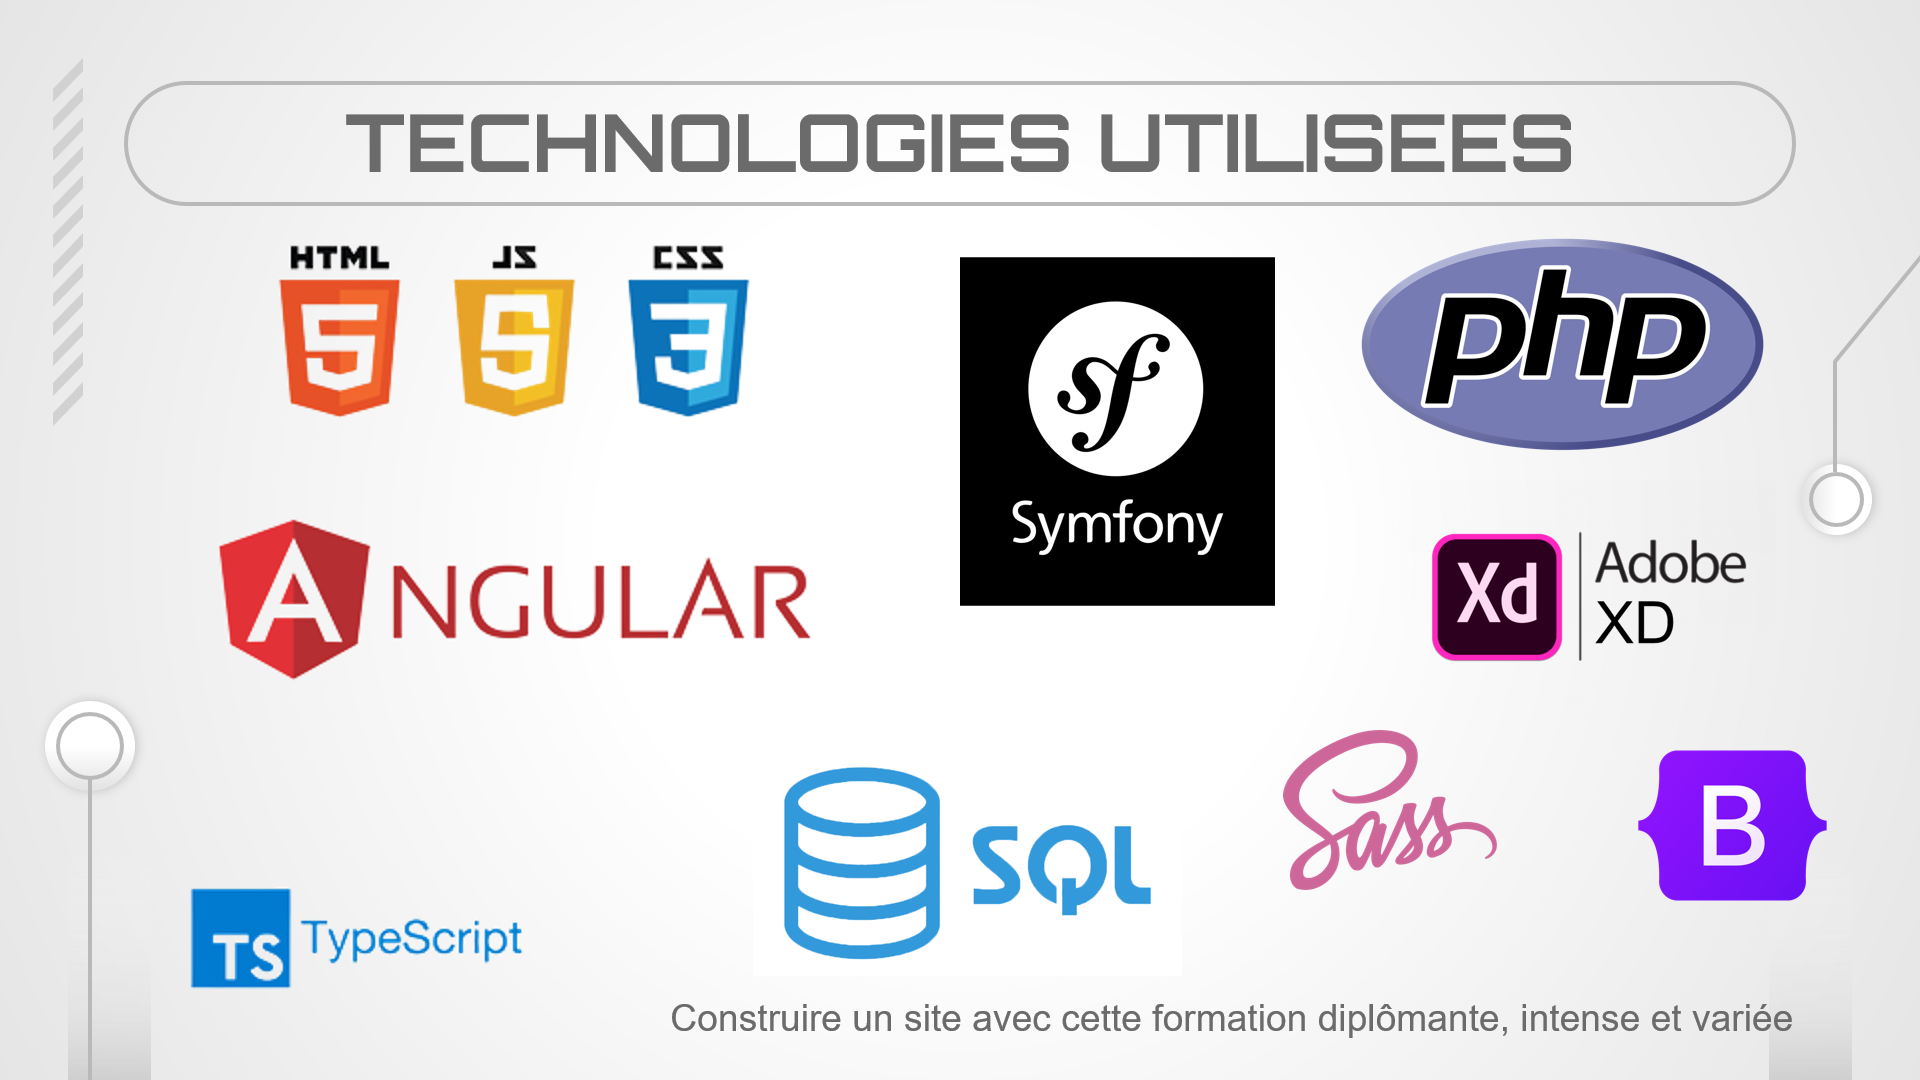 TECHNOLOGIES UTILISEES
HTML JS CSS
5 5 3
sf
Symfony
php
ANGULAR
Xd
Adobe
XD
SQL
Sass
B
TS TypeScript
Construire un site avec cette formation diplômante, intense et variée